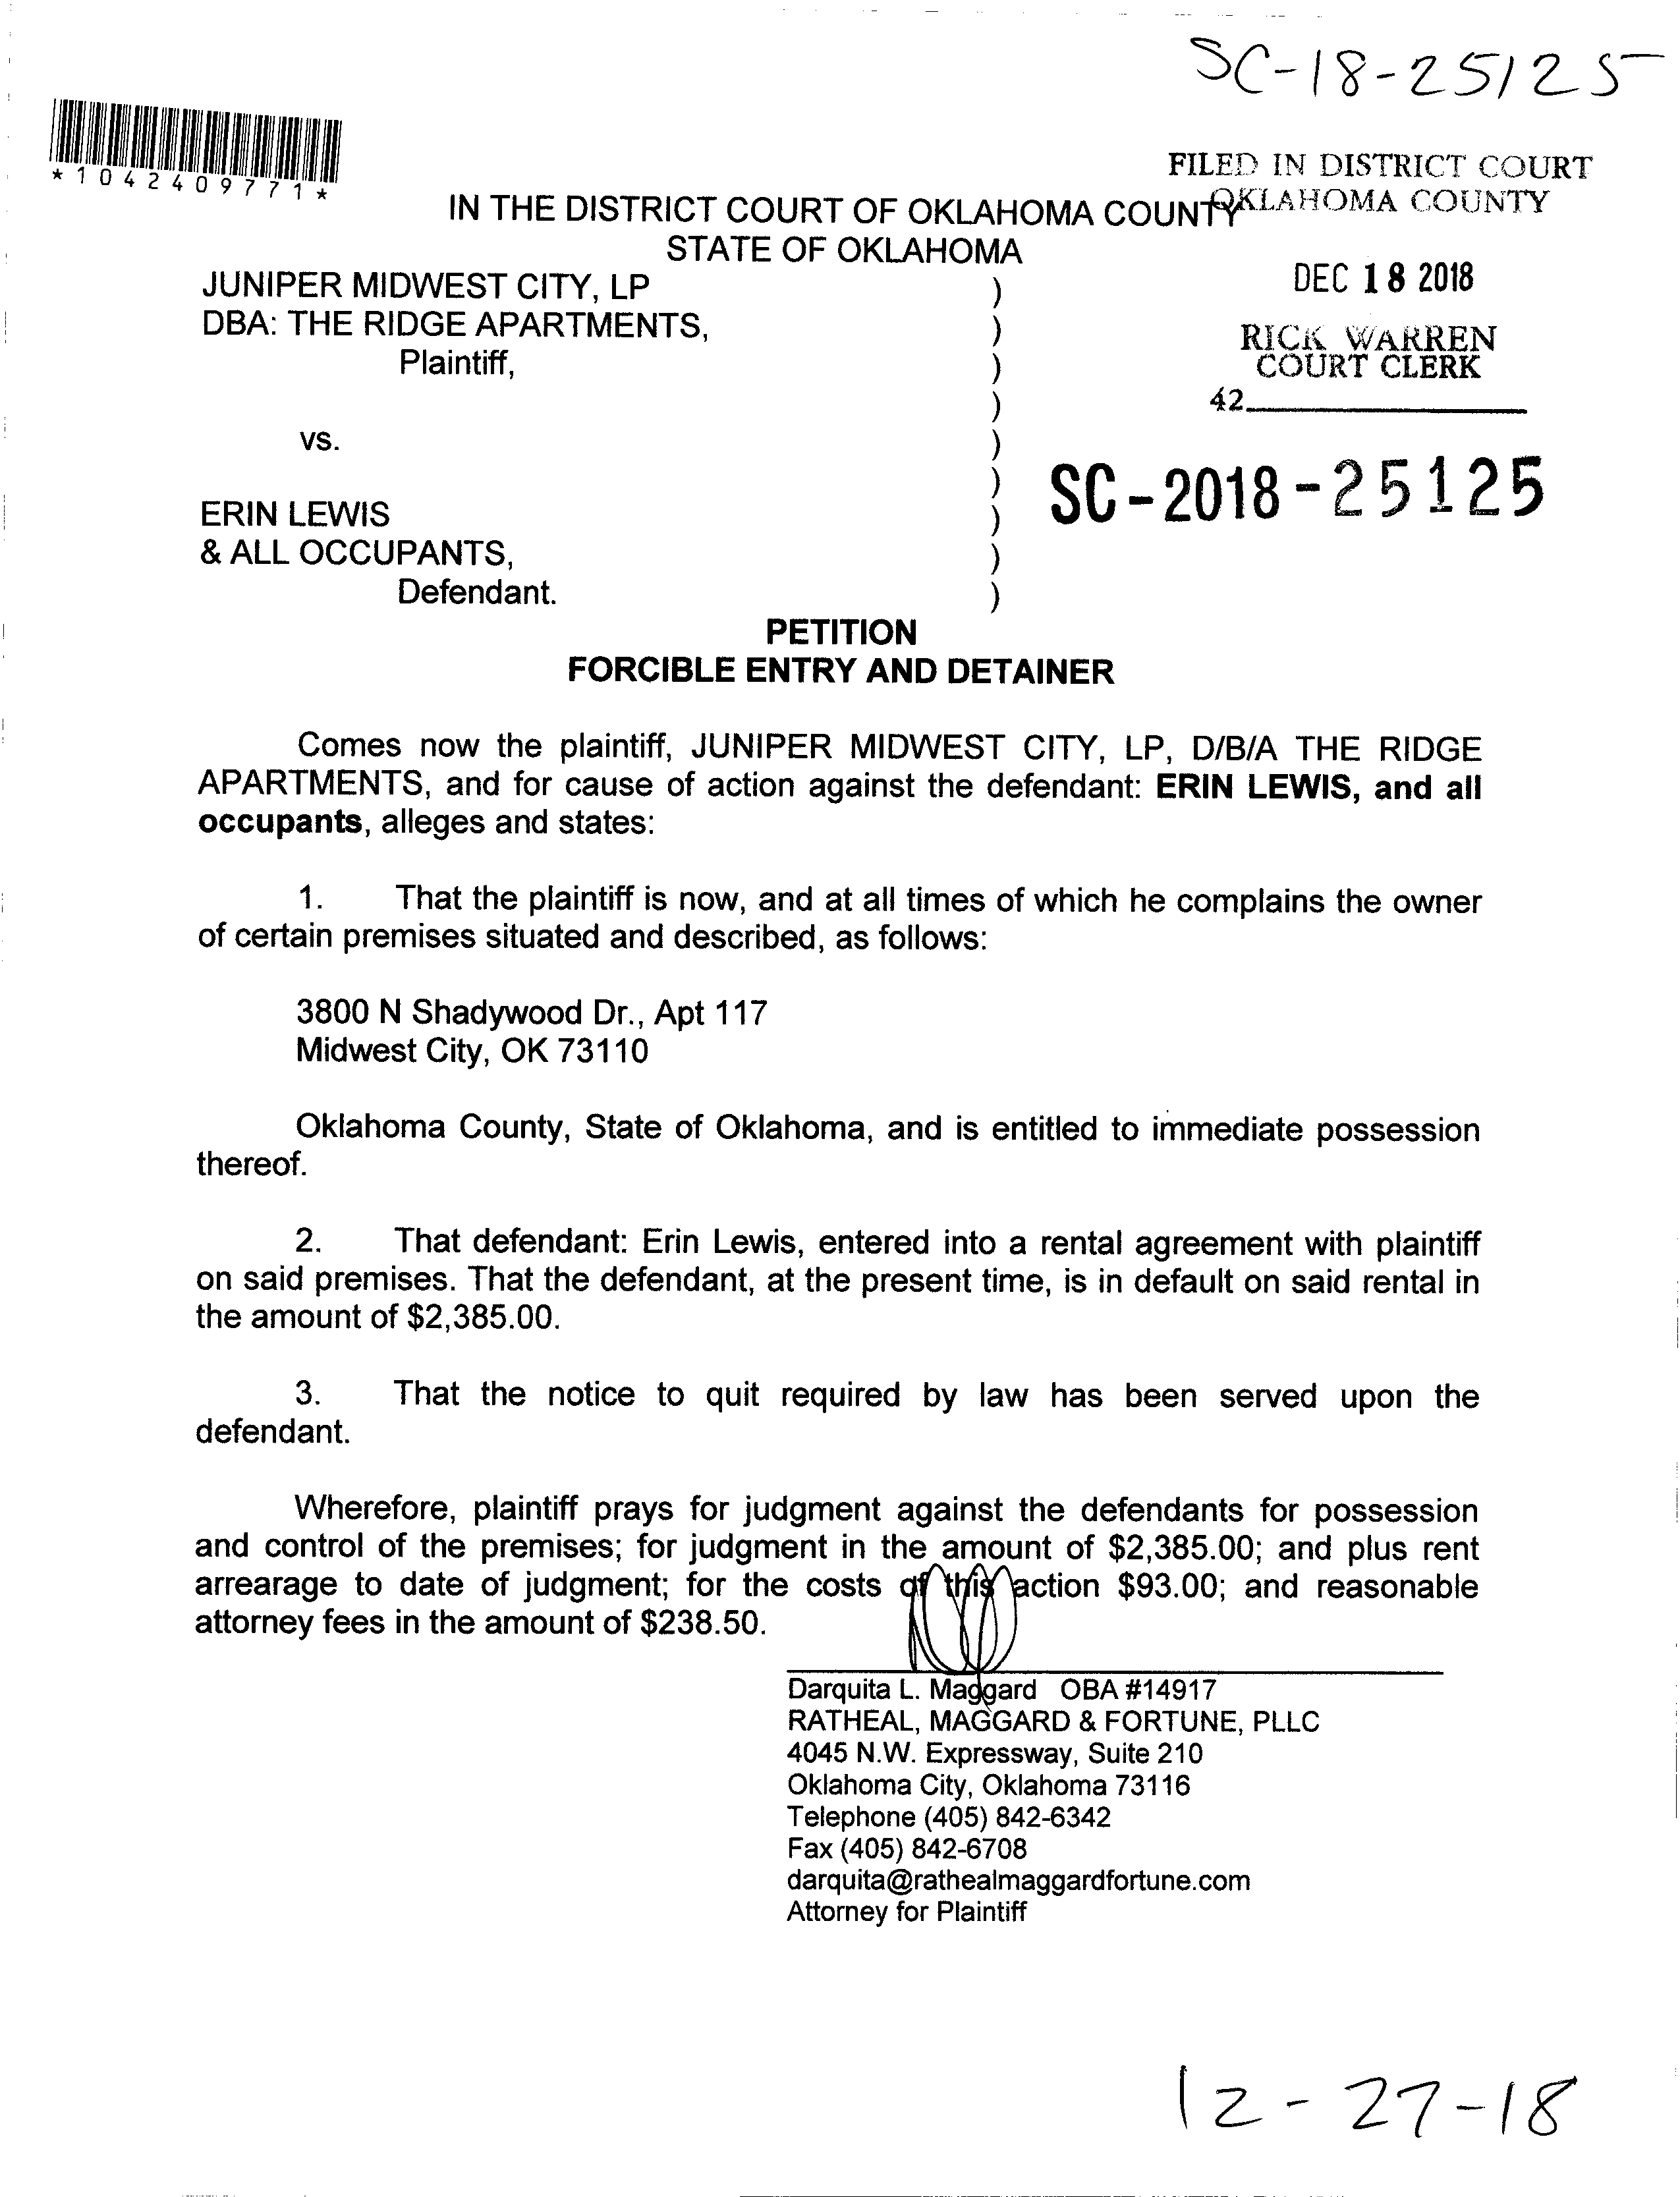 SC-18-25125
*1042409771*
FILED IN DISTRICT COURT
OKLAHOMA COUNTY
IN THE DISTRICT COURT OF OKLAHOMA COUNTY
STATE OF OKLAHOMA
JUNIPER MIDWEST CITY, LP )
DBA: THE RIDGE APARTMENTS, )
Plaintiff, )
)
vs. )
)
ERIN LEWIS )
& ALL OCCUPANTS, )
Defendant. )
DEC 18 2018
RICK WARREN
COURT CLERK
42
SC-2018-25125
PETITION
FORCIBLE ENTRY AND DETAINER
Comes now the plaintiff, JUNIPER MIDWEST CITY, LP, D/B/A THE RIDGE
APARTMENTS, and for cause of action against the defendant: ERIN LEWIS, and all
occupants, alleges and states:
1. That the plaintiff is now, and at all times of which he complains the owner
of certain premises situated and described, as follows:
3800 N Shadywood Dr., Apt 117
Midwest City, OK 73110
Oklahoma County, State of Oklahoma, and is entitled to immediate possession
thereof.
2. That defendant: Erin Lewis, entered into a rental agreement with plaintiff
on said premises. That the defendant, at the present time, is in default on said rental in
the amount of $2,385.00.
3. That the notice to quit required by law has been served upon the
defendant.
Wherefore, plaintiff prays for judgment against the defendants for possession
and control of the premises; for judgment in the amount of $2,385.00; and plus rent
arrearage to date of judgment; for the costs of this action $93.00; and reasonable
attorney fees in the amount of $238.50.
Darquita L. Maggard OBA #14917
RATHEAL, MAGGARD & FORTUNE, PLLC
4045 N.W. Expressway, Suite 210
Oklahoma City, Oklahoma 73116
Telephone (405) 842-6342
Fax (405) 842-6708
darquita@rathealmaggardfortune.com
Attorney for Plaintiff
12-27-18